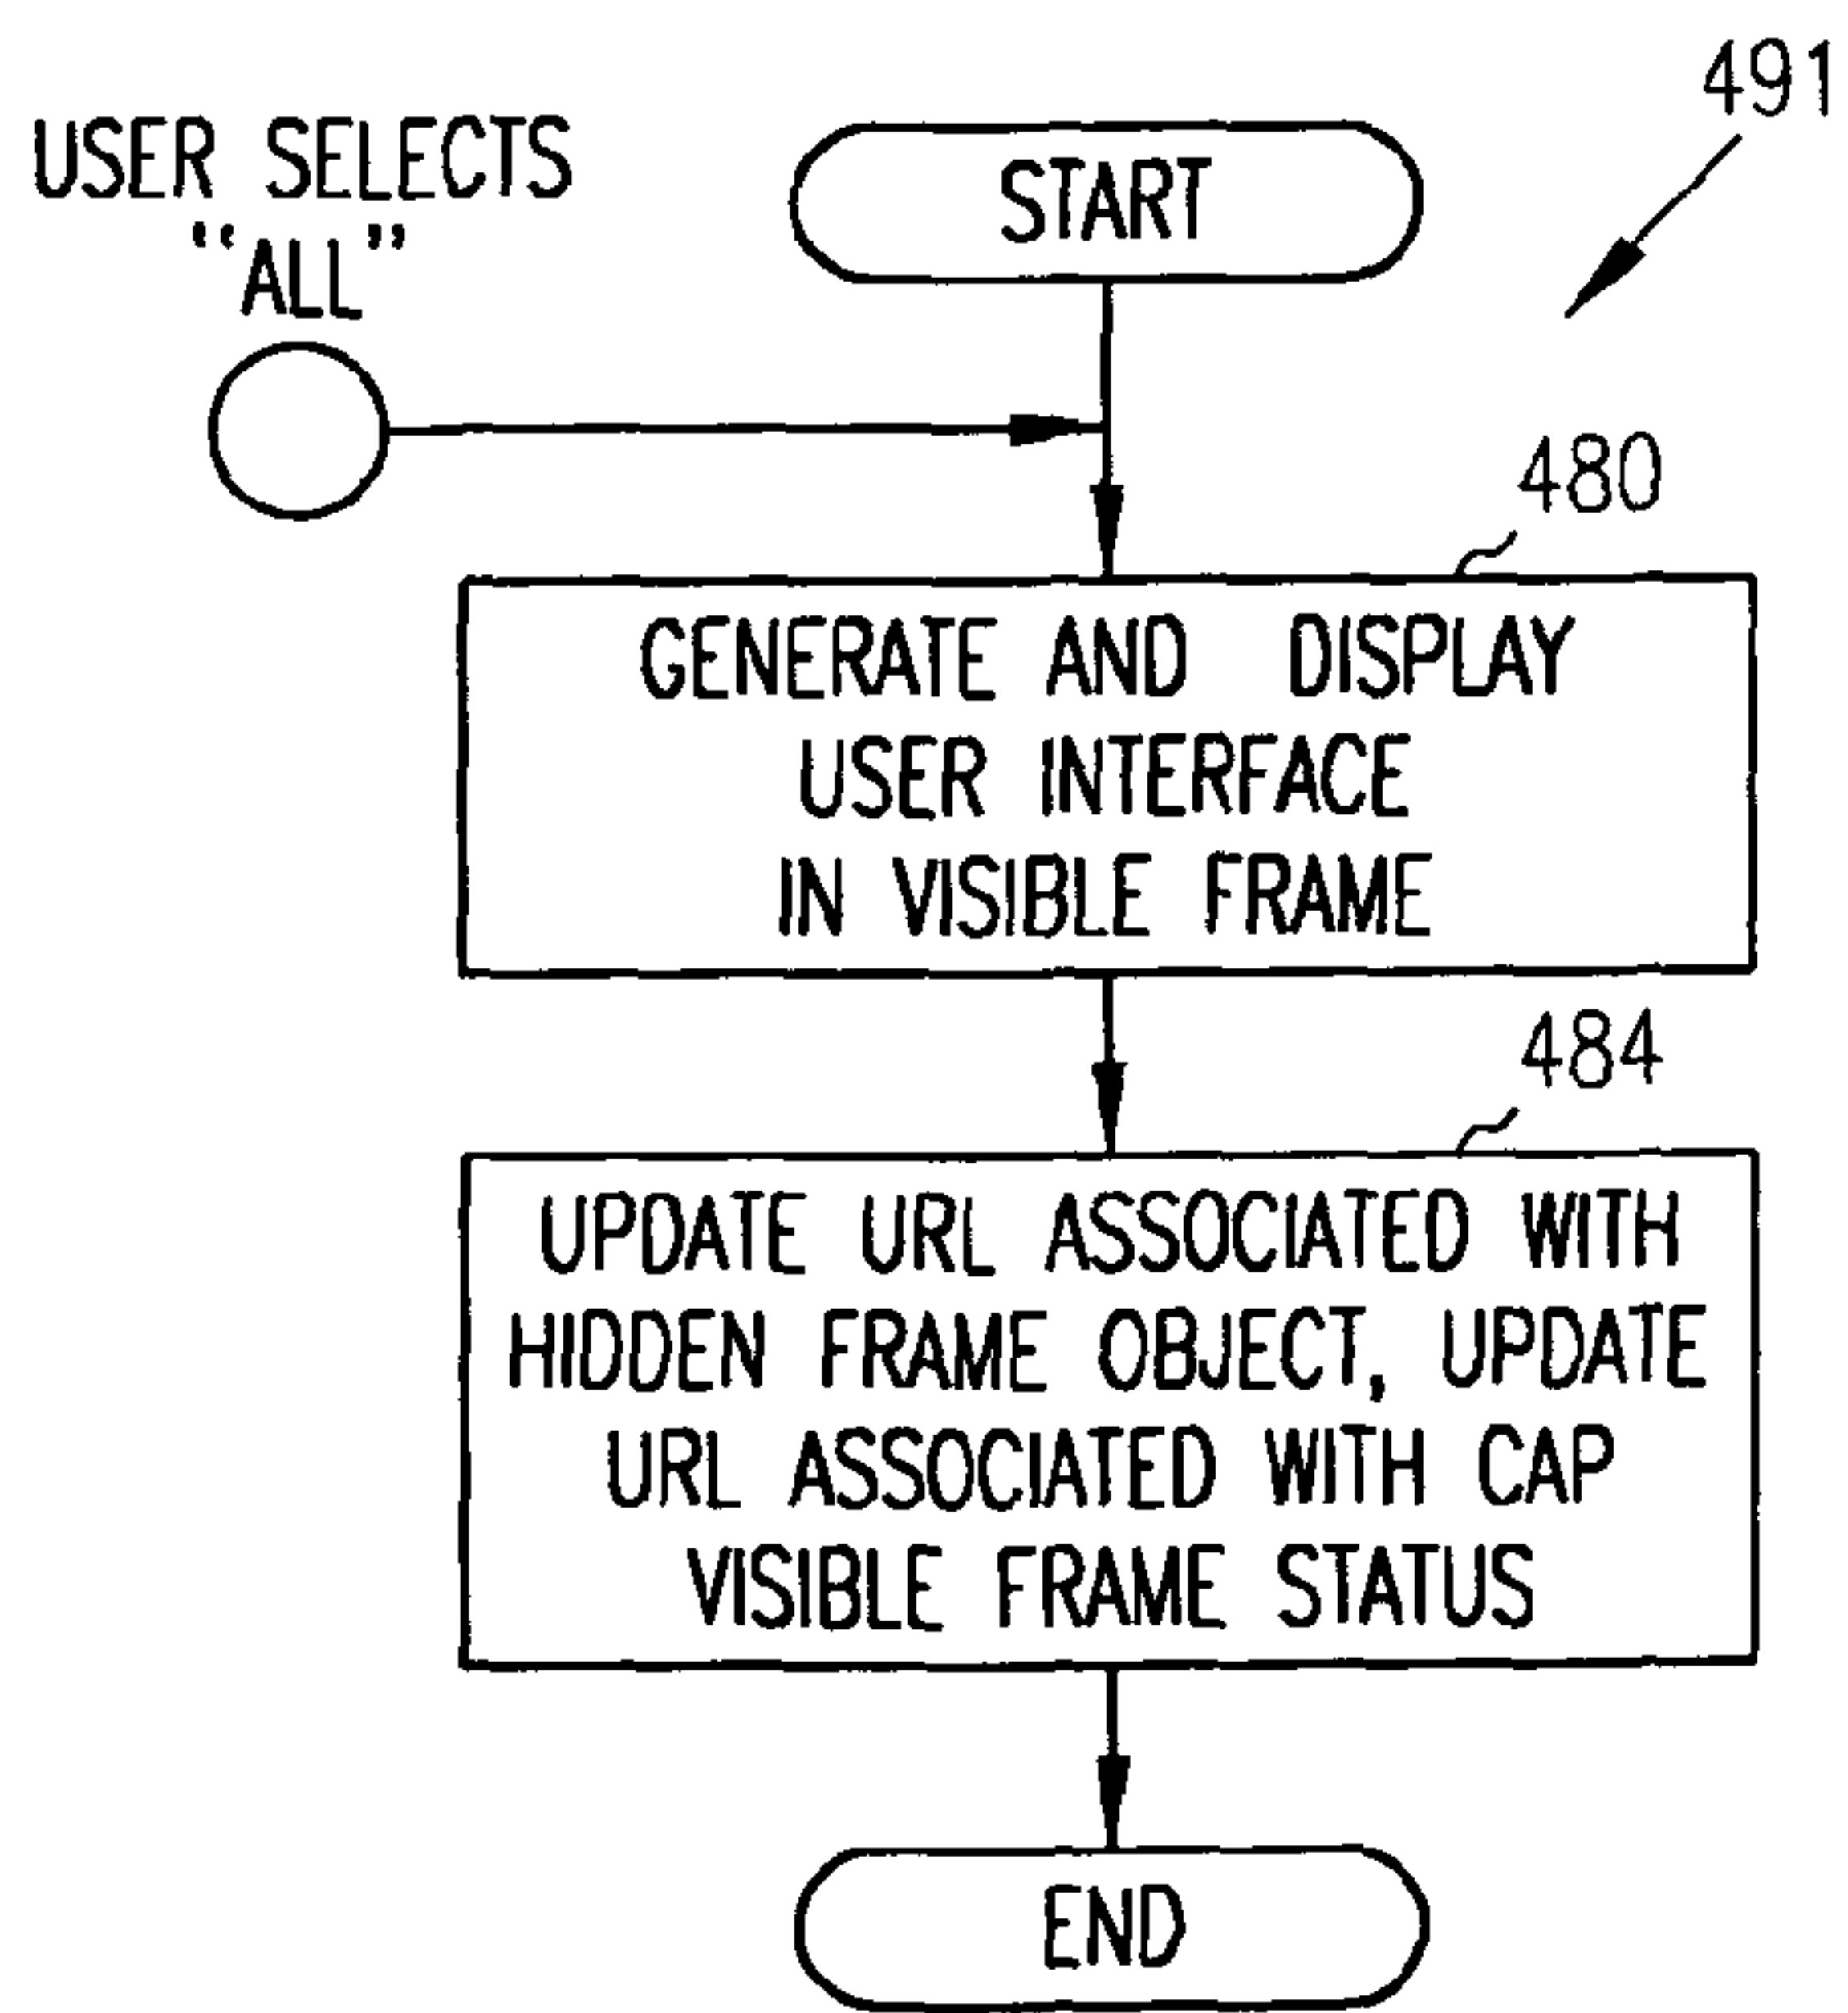 491
USER SELECTS
“ALL”
START
480
GENERATE AND DISPLAY
USER INTERFACE
IN VISIBLE FRAME
484
UPDATE URL ASSOCIATED WITH
HIDDEN FRAME OBJECT, UPDATE
URL ASSOCIATED WITH CAP
VISIBLE FRAME STATUS
END